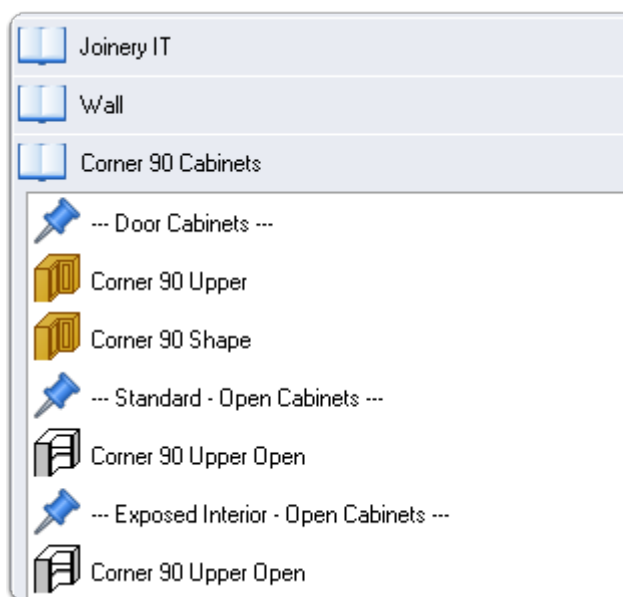 Joinery IT
Wall
Corner 90 Cabinets
--- Door Cabinets ---
Corner 90 Upper
Corner 90 Shape
--- Standard - Open Cabinets ---
Corner 90 Upper Open
--- Exposed Interior - Open Cabinets ---
Corner 90 Upper Open